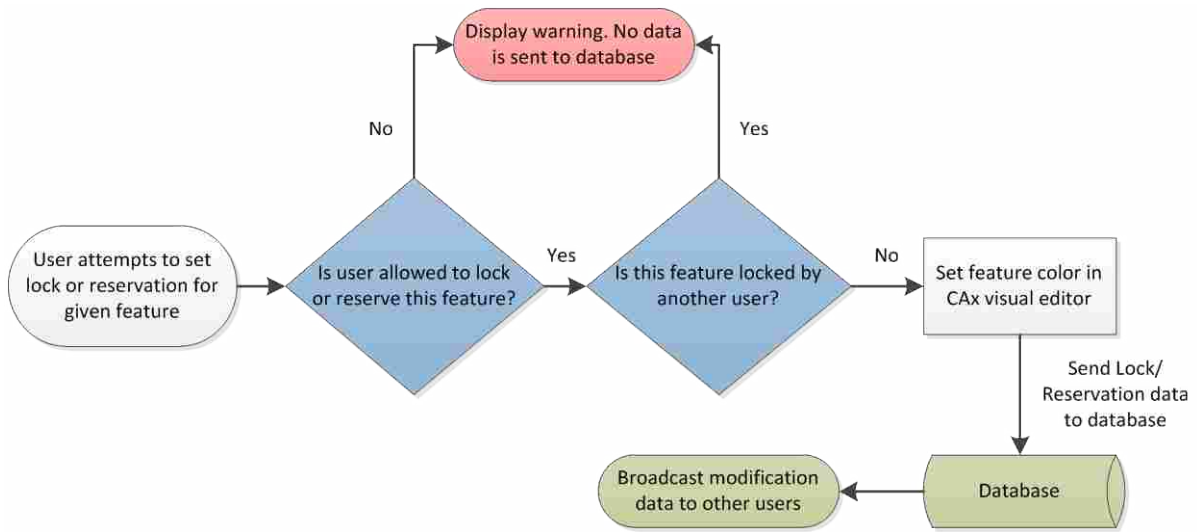 Display warning. No data
is sent to database
No
Yes
User attempts to set
lock or reservation for
given feature
Is user allowed to lock
or reserve this feature?
Yes
Is this feature locked by
another user?
No
Set feature color in
CAx visual editor
Send Lock/
Reservation data
to database
Broadcast modification
data to other users
Database